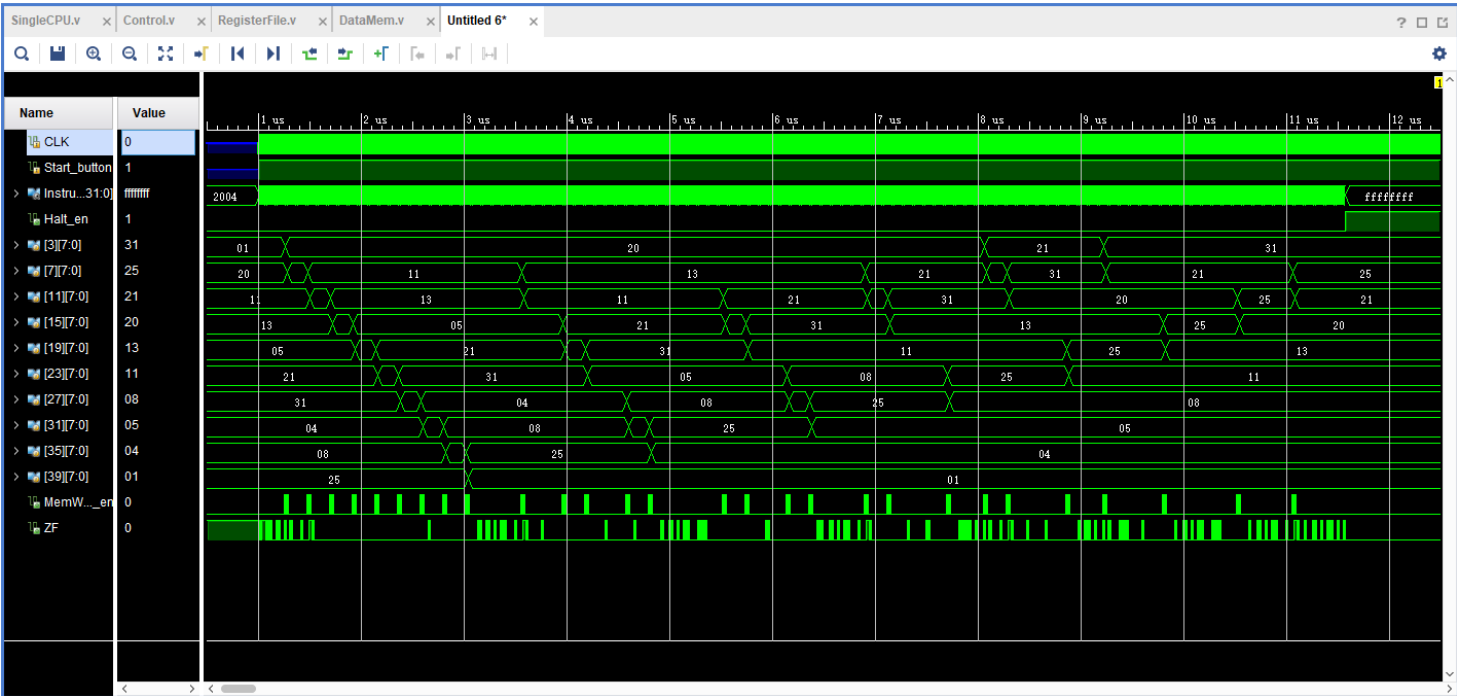 SingleCPU.v × Control.v × RegisterFile.v × DataMem.v × Untitled 6* ×
?
1
Name Value
1 us 2 us 3 us 4 us 5 us 6 us 7 us 8 us 9 us 10 us 11 us 12 us
CLK 0
Start_button 1
Instru...31:0] ffffffff 2004 ffffffff
Halt_en 1
[3][7:0] 31 01 20 21 31
[7][7:0] 25 20 11 13 21 31 21 25
[11][7:0] 21 11 13 11 21 31 20 25 21
[15][7:0] 20 13 05 21 31 13 25 20
[19][7:0] 13 05 21 31 11 25 13
[23][7:0] 11 21 31 05 08 25 11
[27][7:0] 08 31 04 08 25 08
[31][7:0] 05 04 08 25 05
[35][7:0] 04 08 25 04
[39][7:0] 01 25 01
MemW..._en 0
ZF 0